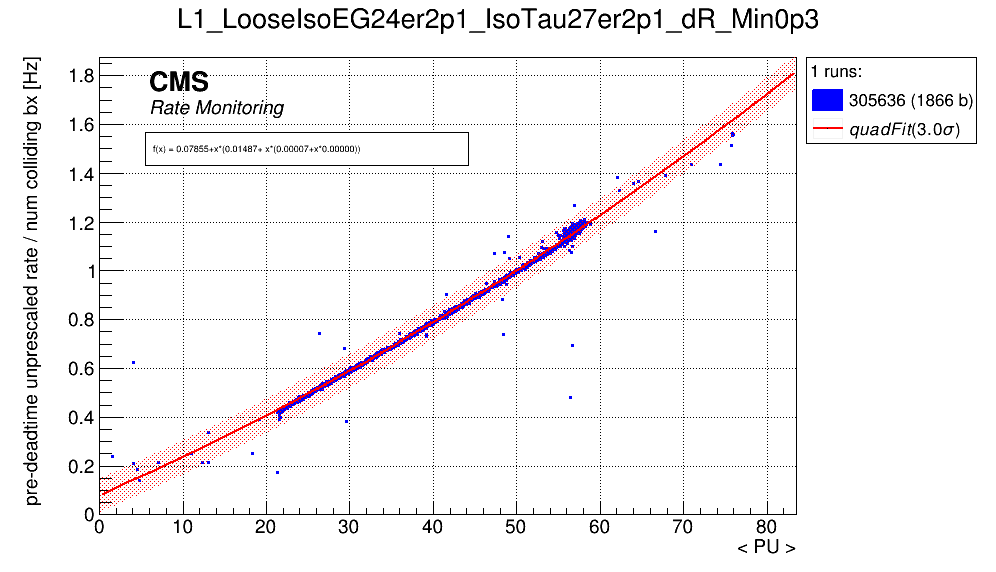 L1_LooseIsoEG24er2p1_IsoTau27er2p1_dR_Min0p3
pre-deadtime unprescaled rate / num colliding bx [Hz]
CMS
Rate Monitoring
f(x) = 0.07855+x*(0.01487+ x*(0.00007+x*0.00000))
1 runs:
305636 (1866 b)
quadFit(3.0σ)
1.8
1.6
1.4
1.2
1
0.8
0.6
0.4
0.2
0
0 10 20 30 40 50 60 70 80
< PU >